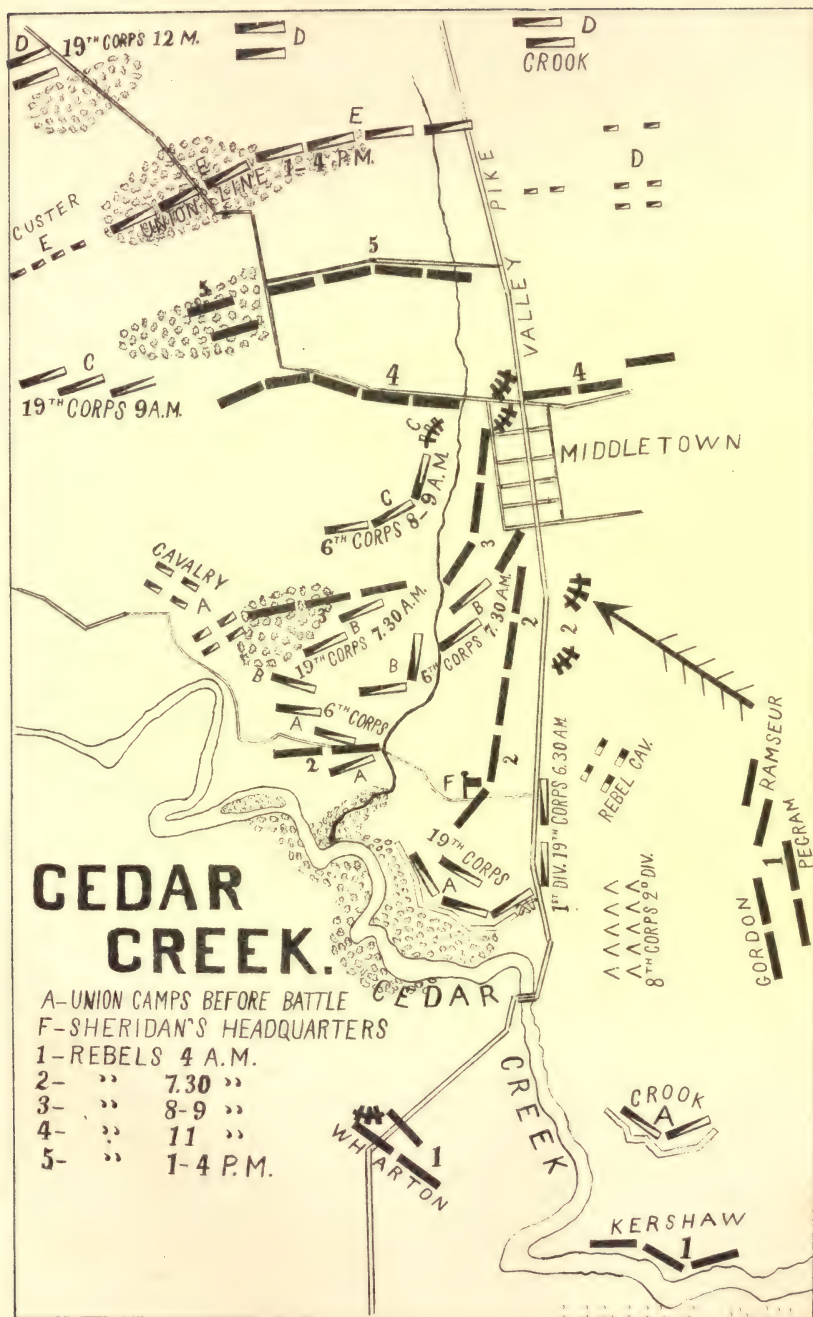 D
19TH CORPS 12 M.
D
D
CROOK
E
E
1-4 P.M.
UNION LINE
D
CUSTER
E
VALLEY PIKE
5
5
C
19TH CORPS 9 A.M.
4
4
C
MIDDLETOWN
C
6TH CORPS 8-9 A.M.
3
CAVALRY
A
3
B
19TH CORPS 7.30 A.M.
B
6TH CORPS 7.30 A.M.
2
2
B
B
A
6TH CORPS
2
A
F
2
REBEL CAV.
RAMSEUR
1ST DIV. 19TH CORPS 6.30 AM.
19TH CORPS
A
PEGRAM
1
GORDON
8TH CORPS 2D DIV.
CEDAR
CREEK.
CEDAR CREEK
A-UNION CAMPS BEFORE BATTLE
F-SHERIDAN'S HEADQUARTERS
1-REBELS 4 A.M.
2- ,, 7.30 ,,
3- ,, 8-9 ,,
4- ,, 11 ,,
5- ,, 1-4 P.M.
WHARTON
1
CROOK
A
KERSHAW
1